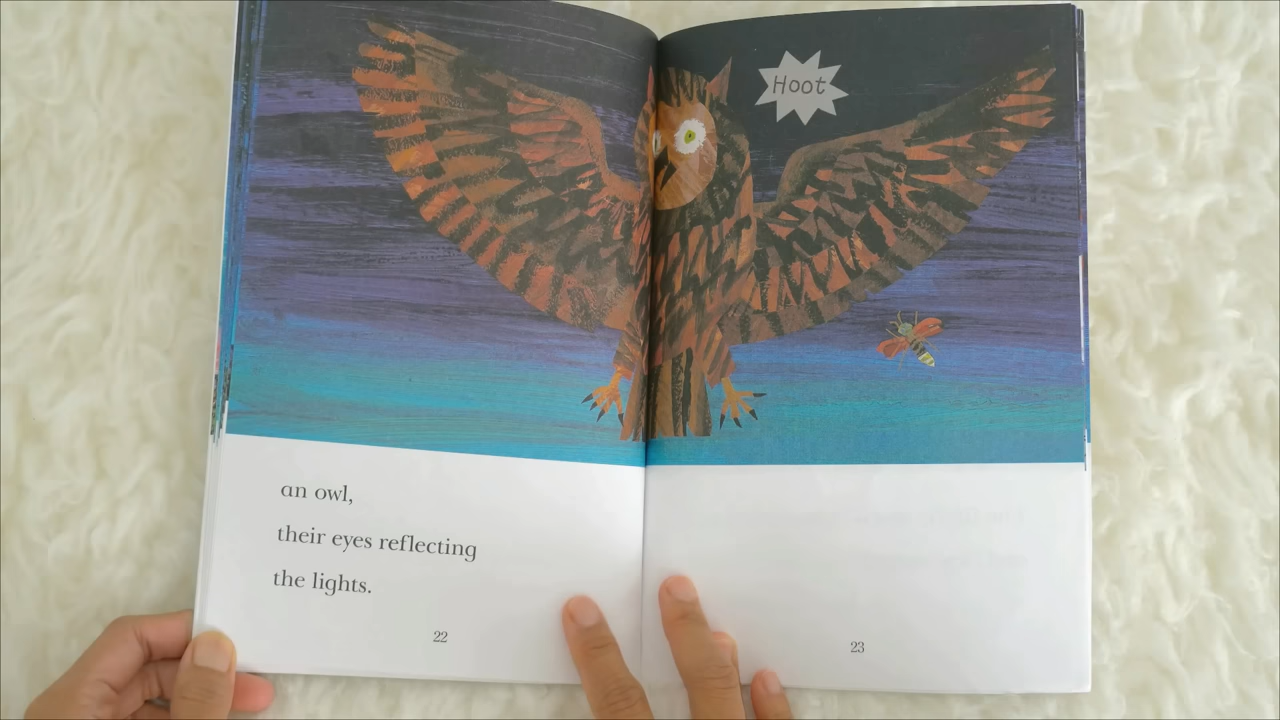 Hoot
an owl,
their eyes reflecting
the lights.
22
23